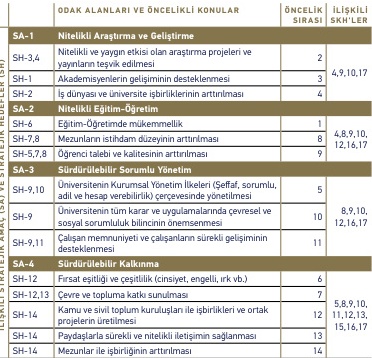 ODAK ALANLARI VE ÖNCELİKLİ KONULAR
ÖNCELİK
SIRASI
İLİŞKİLİ
SKH'LER
İLİŞKİLİ STRATEJİK AMAÇ (SA) VE STRATEJİK HEDEFLER (SH)
SA-1 Nitelikli Araştırma ve Geliştirme
SH-3,4 Nitelikli ve yaygın etkisi olan araştırma projeleri ve
yayınların teşvik edilmesi 2
SH-1 Akademisyenlerin gelişiminin desteklenmesi 3
SH-2 İş dünyası ve üniversite işbirliklerinin arttırılması 4
4,9,10,17
SA-2 Nitelikli Eğitim-Öğretim
SH-6 Eğitim-Öğretimde mükemmellik 1
SH-7,8 Mezunların istihdam düzeyinin arttırılması 8
SH-5,7,8 Öğrenci talebi ve kalitesinin arttırılması 9
4,8,9,10,
12,16,17
SA-3 Sürdürülebilir Sorumlu Yönetim
SH-9,10 Üniversitenin Kurumsal Yönetim İlkeleri (Şeffaf, sorumlu,
adil ve hesap verebilirlik) çerçevesinde yönetilmesi 5
SH-9 Üniversitenin tüm karar ve uygulamalarında çevresel ve
sosyal sorumluluk bilincinin önemsenmesi 10
SH-9,11 Çalışan memnuniyeti ve çalışanların sürekli gelişiminin
desteklenmesi 11
8,9,10,
12,16,17
SA-4 Sürdürülebilir Kalkınma
SH-12 Fırsat eşitliği ve çeşitlilik (cinsiyet, engelli, ırk vb.) 6
SH-12,13 Çevre ve topluma katkı sunulması 7
SH-14 Kamu ve sivil toplum kuruluşları ile işbirlikleri ve ortak
projelerin üretilmesi 12
SH-14 Paydaşlarla sürekli ve nitelikli iletişimin sağlanması 13
SH-14 Mezunlar ile işbirliğinin arttırılması 14
5,8,9,10,
11,12,13,
15,16,17